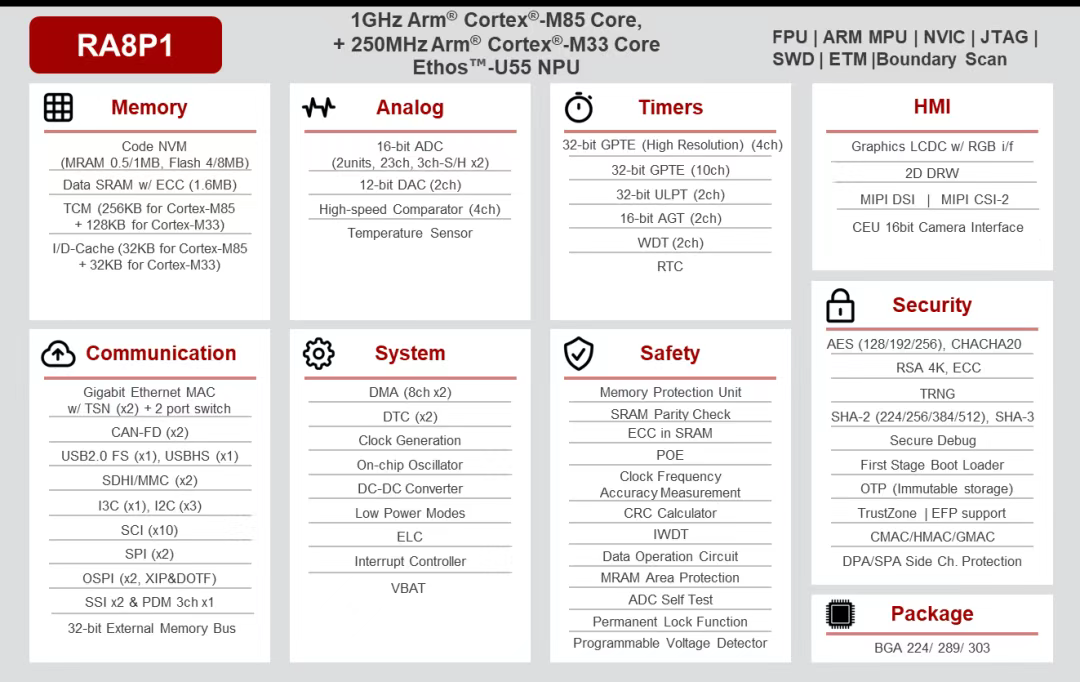 RA8P1
1GHz Arm® Cortex®-M85 Core,
+ 250MHz Arm® Cortex®-M33 Core
Ethos™-U55 NPU
FPU | ARM MPU | NVIC | JTAG |
SWD | ETM |Boundary Scan
Memory
Code NVM
(MRAM 0.5/1MB, Flash 4/8MB)
Data SRAM w/ ECC (1.6MB)
TCM (256KB for Cortex-M85
+ 128KB for Cortex-M33)
I/D-Cache (32KB for Cortex-M85
+ 32KB for Cortex-M33)
Analog
16-bit ADC
(2units, 23ch, 3ch-S/H x2)
12-bit DAC (2ch)
High-speed Comparator (4ch)
Temperature Sensor
Timers
32-bit GPTE (High Resolution) (4ch)
32-bit GPTE (10ch)
32-bit ULPT (2ch)
16-bit AGT (2ch)
WDT (2ch)
RTC
HMI
Graphics LCDC w/ RGB i/f
2D DRW
MIPI DSI | MIPI CSI-2
CEU 16bit Camera Interface
Communication
Gigabit Ethernet MAC
w/ TSN (x2) + 2 port switch
CAN-FD (x2)
USB2.0 FS (x1), USBHS (x1)
SDHI/MMC (x2)
I3C (x1), I2C (x3)
SCI (x10)
SPI (x2)
OSPI (x2, XIP&DOTF)
SSI x2 & PDM 3ch x1
32-bit External Memory Bus
System
DMA (8ch x2)
DTC (x2)
Clock Generation
On-chip Oscillator
DC-DC Converter
Low Power Modes
ELC
Interrupt Controller
VBAT
Safety
Memory Protection Unit
SRAM Parity Check
ECC in SRAM
POE
Clock Frequency
Accuracy Measurement
CRC Calculator
IWDT
Data Operation Circuit
MRAM Area Protection
ADC Self Test
Permanent Lock Function
Programmable Voltage Detector
Security
AES (128/192/256), CHACHA20
RSA 4K, ECC
TRNG
SHA-2 (224/256/384/512), SHA-3
Secure Debug
First Stage Boot Loader
OTP (Immutable storage)
TrustZone | EFP support
CMAC/HMAC/GMAC
DPA/SPA Side Ch. Protection
Package
BGA 224/ 289/ 303